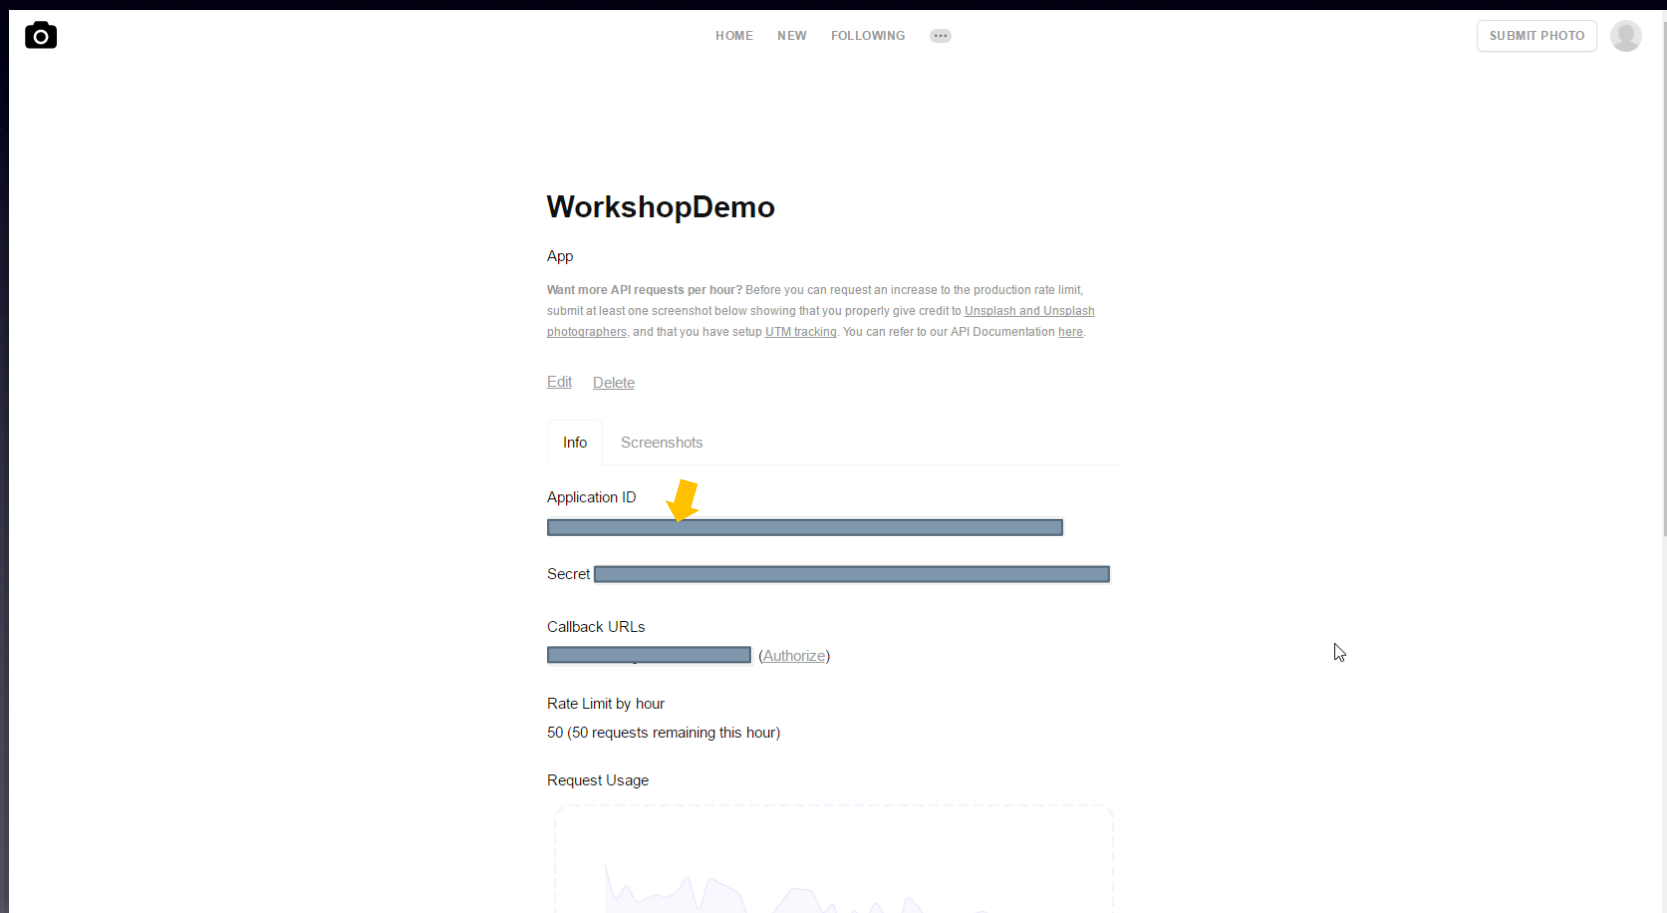 HOME NEW FOLLOWING
SUBMIT PHOTO
WorkshopDemo
App
Want more API requests per hour? Before you can request an increase to the production rate limit,
submit at least one screenshot below showing that you properly give credit to Unsplash and Unsplash
photographers, and that you have setup UTM tracking. You can refer to our API Documentation here.
Edit Delete
Info Screenshots
Application ID
Secret
Callback URLs
(Authorize)
Rate Limit by hour
50 (50 requests remaining this hour)
Request Usage